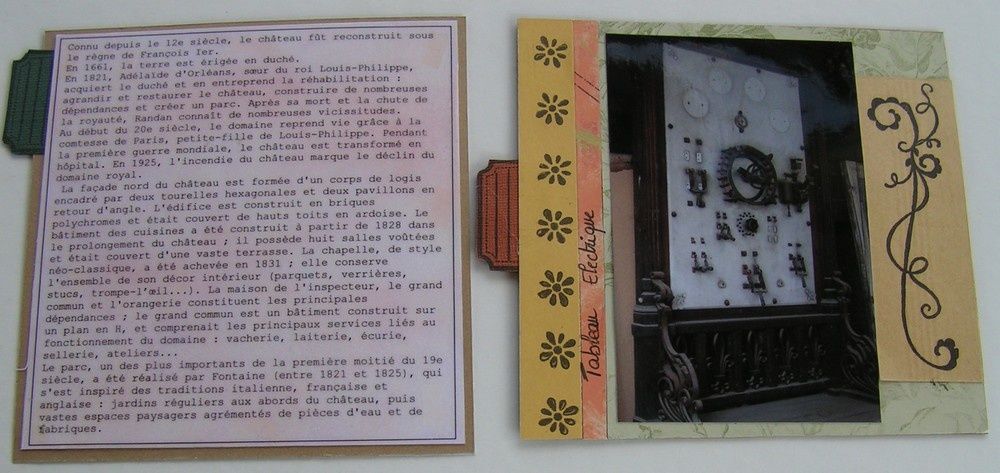 Connu depuis le 12e siècle, le château fût reconstruit sous
le règne de François Ier.
En 1661, la terre est érigée en duché.
En 1821, Adélaïde d'Orléans, sœur du roi Louis-Philippe,
acquiert le duché et en entreprend la réhabilitation :
agrandir et restaurer le château, construire de nombreuses
dépendances et créer un parc. Après sa mort et la chute de
la royauté, Randan connaît de nombreuses vicissitudes.
Au début du 20e siècle, le domaine reprend vie grâce à la
comtesse de Paris, petite-fille de Louis-Philippe. Pendant
la première guerre mondiale, le château est transformé en
hôpital. En 1925, l'incendie du château marque le déclin du
domaine royal.
La façade nord du château est formée d'un corps de logis
encadré par deux tourelles hexagonales et deux pavillons en
retour d'angle. L'édifice est construit en briques
polychromes et était couvert de hauts toits en ardoise. Le
bâtiment des cuisines a été construit à partir de 1828 dans
le prolongement du château ; il possède huit salles voûtées
et était couvert d'une vaste terrasse. La chapelle, de style
néo-classique, a été achevée en 1831 ; elle conserve
l'ensemble de son décor intérieur (parquets, verrières,
stucs, trompe-l'œil...). La maison de l'inspecteur, le grand
commun et l'orangerie constituent les principales
dépendances ; le grand commun est un bâtiment construit sur
un plan en H, et comprenait les principaux services liés au
fonctionnement du domaine : vacherie, laiterie, écurie,
sellerie, ateliers...
Le parc, un des plus importants de la première moitié du 19e
siècle, a été réalisé par Fontaine (entre 1821 et 1825), qui
s'est inspiré des traditions italienne, française et
anglaise : jardins réguliers aux abords du château, puis
vastes espaces paysagers agrémentés de pièces d'eau et de
fabriques.
Tableau Electrique !!